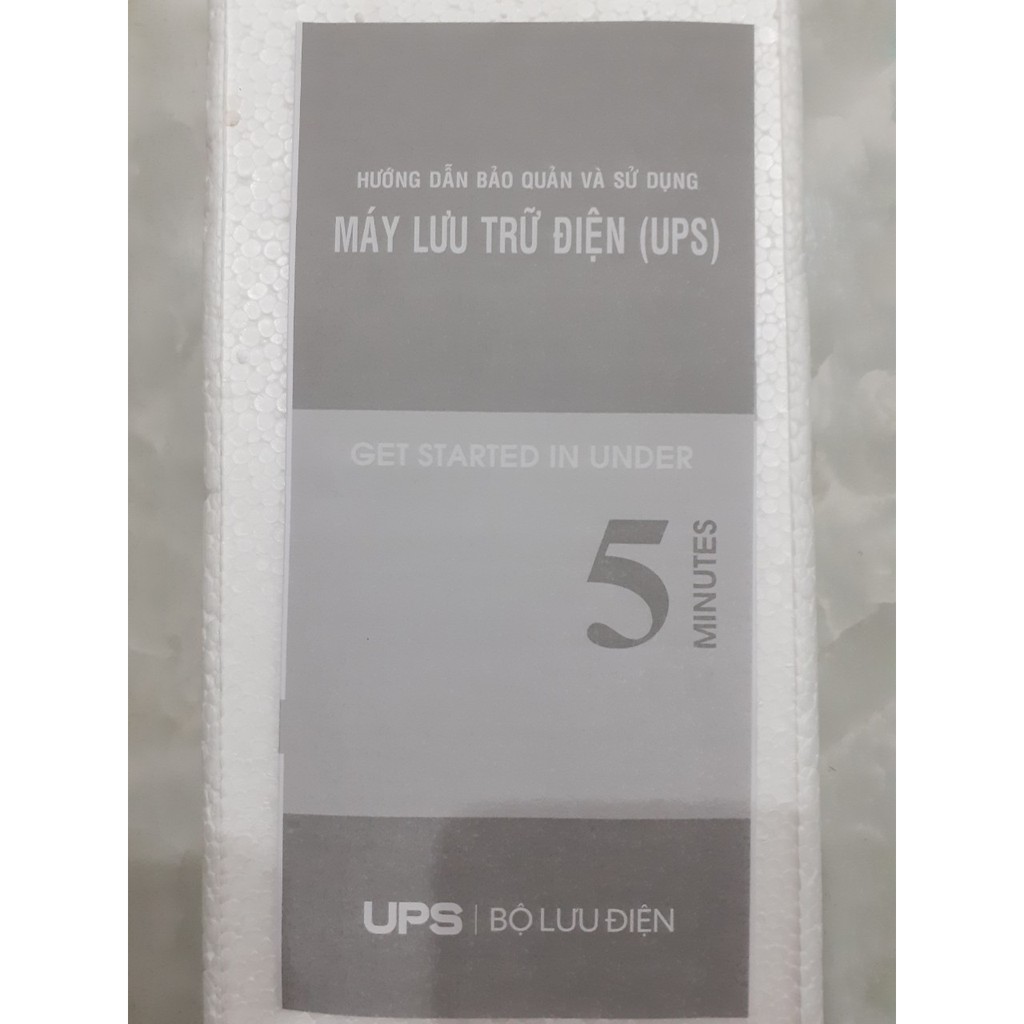 HƯỚNG DẪN BẢO QUẢN VÀ SỬ DỤNG
MÁY LƯU TRỮ ĐIỆN (UPS)
GET STARTED IN UNDER
5 MINUTES
UPS | BỘ LƯU ĐIỆN